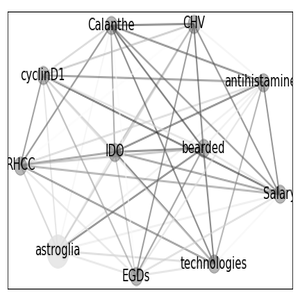 Calanthe
CHV
cyclinD1
antihistamine
IDO
bearded
RHCC
Salary
astroglia
EGDs
technologies